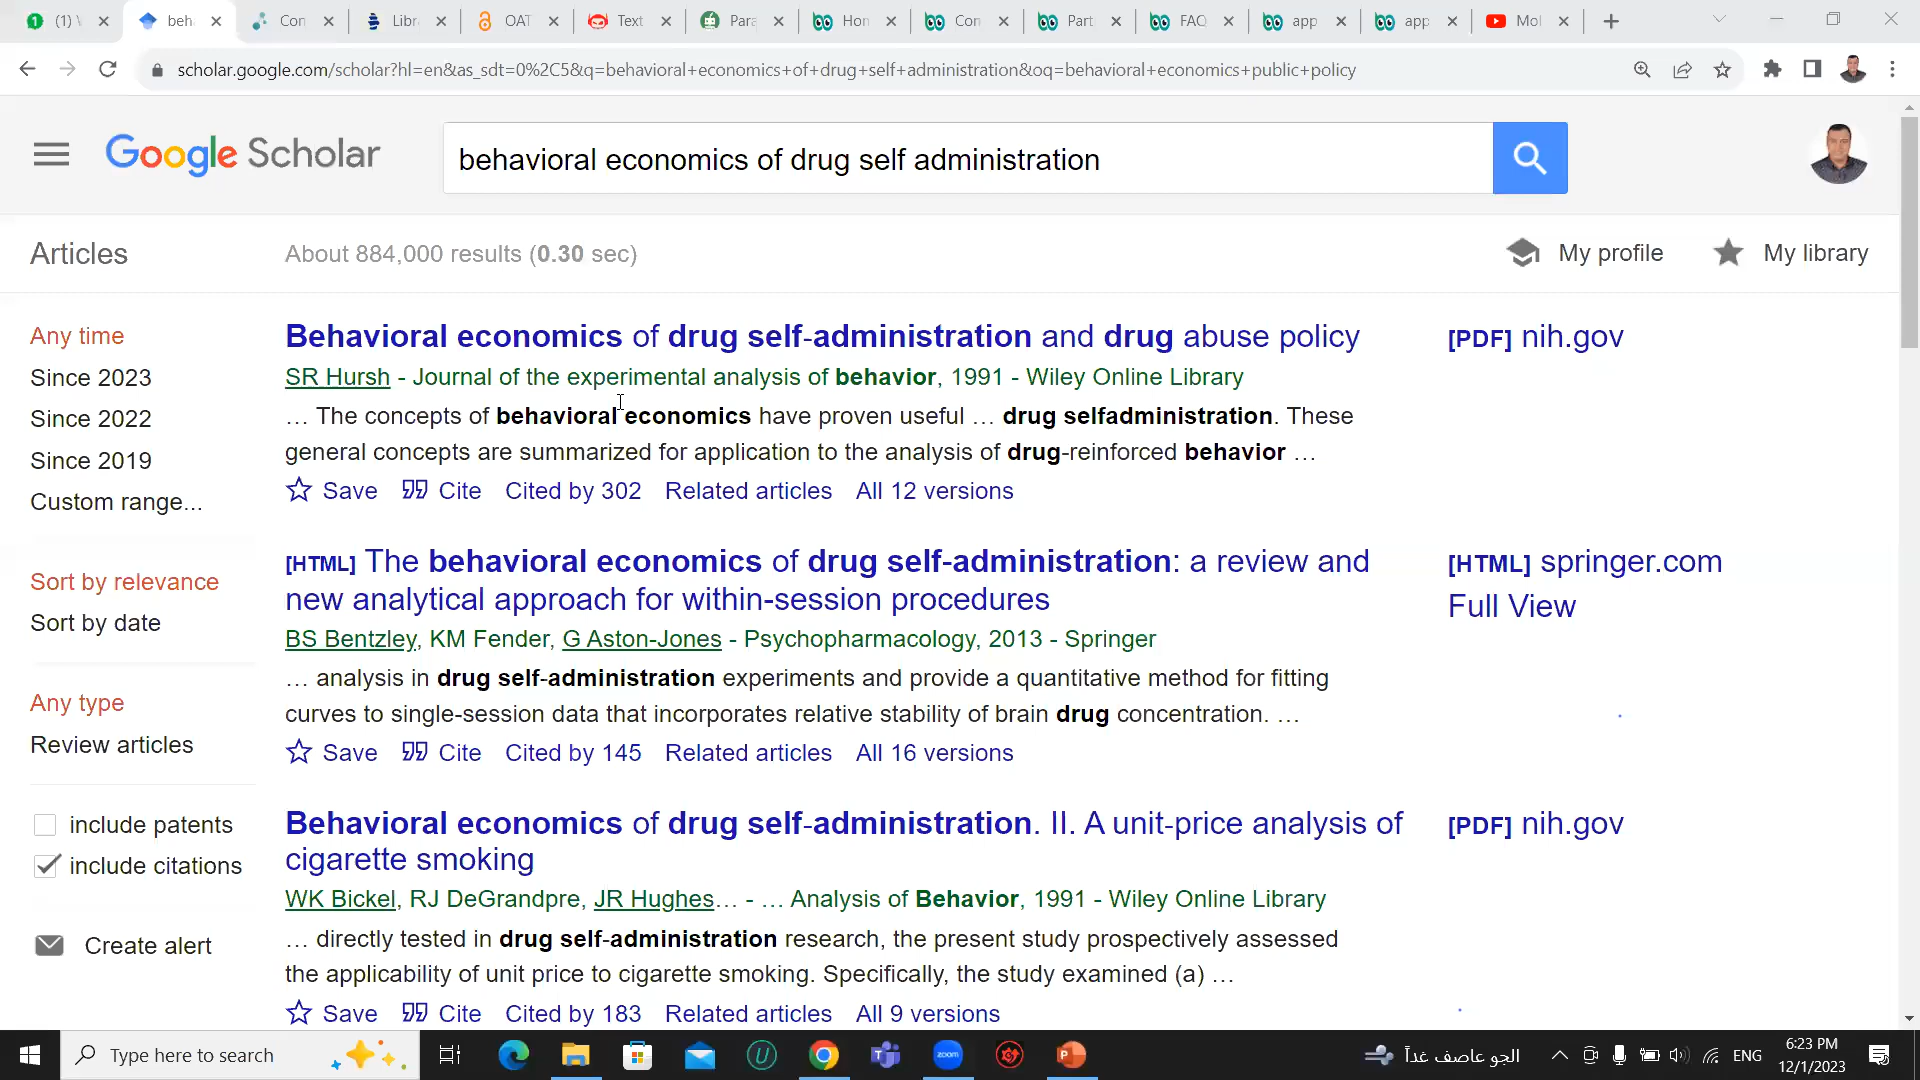 (1) beh Con Libr OAT Text Para Hon Con Part FAQ app app Mol
scholar.google.com/scholar?hl=en&as_sdt=0%2C5&q=behavioral+economics+of+drug+self+administration&oq=behavioral+economics+public+policy
Google Scholar
behavioral economics of drug self administration
Articles
About 884,000 results (0.30 sec)
My profile
My library
Any time
Since 2023
Since 2022
Since 2019
Custom range...
Sort by relevance
Sort by date
Any type
Review articles
include patents
include citations
Create alert
Behavioral economics of drug self-administration and drug abuse policy
[PDF] nih.gov
SR Hursh - Journal of the experimental analysis of behavior, 1991 - Wiley Online Library
… The concepts of behavioral economics have proven useful … drug selfadministration. These
general concepts are summarized for application to the analysis of drug-reinforced behavior …
Save Cite Cited by 302 Related articles All 12 versions
[HTML] The behavioral economics of drug self-administration: a review and
new analytical approach for within-session procedures
[HTML] springer.com
Full View
BS Bentzley, KM Fender, G Aston-Jones - Psychopharmacology, 2013 - Springer
… analysis in drug self-administration experiments and provide a quantitative method for fitting
curves to single-session data that incorporates relative stability of brain drug concentration. …
Save Cite Cited by 145 Related articles All 16 versions
Behavioral economics of drug self-administration. II. A unit-price analysis of
cigarette smoking
[PDF] nih.gov
WK Bickel, RJ DeGrandpre, JR Hughes… - … Analysis of Behavior, 1991 - Wiley Online Library
… directly tested in drug self-administration research, the present study prospectively assessed
the applicability of unit price to cigarette smoking. Specifically, the study examined (a) …
Save Cite Cited by 183 Related articles All 9 versions
Type here to search
zoom
الجو عاصف غداً
ENG
6:23 PM
12/1/2023